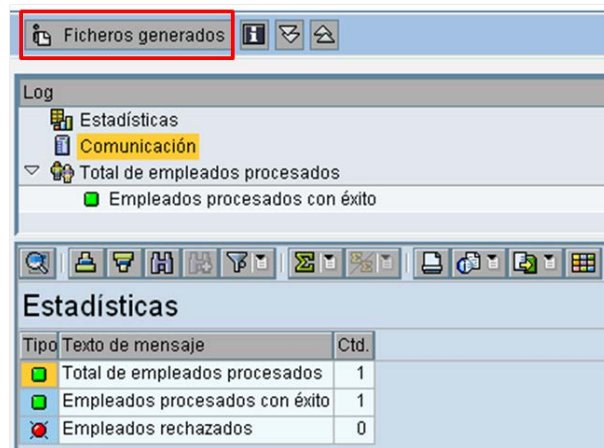 Ficheros generados
Log
Estadísticas
Comunicación
Total de empleados procesados
Empleados procesados con éxito
Estadísticas
Tipo Texto de mensaje Ctd.
Total de empleados procesados 1
Empleados procesados con éxito 1
Empleados rechazados 0